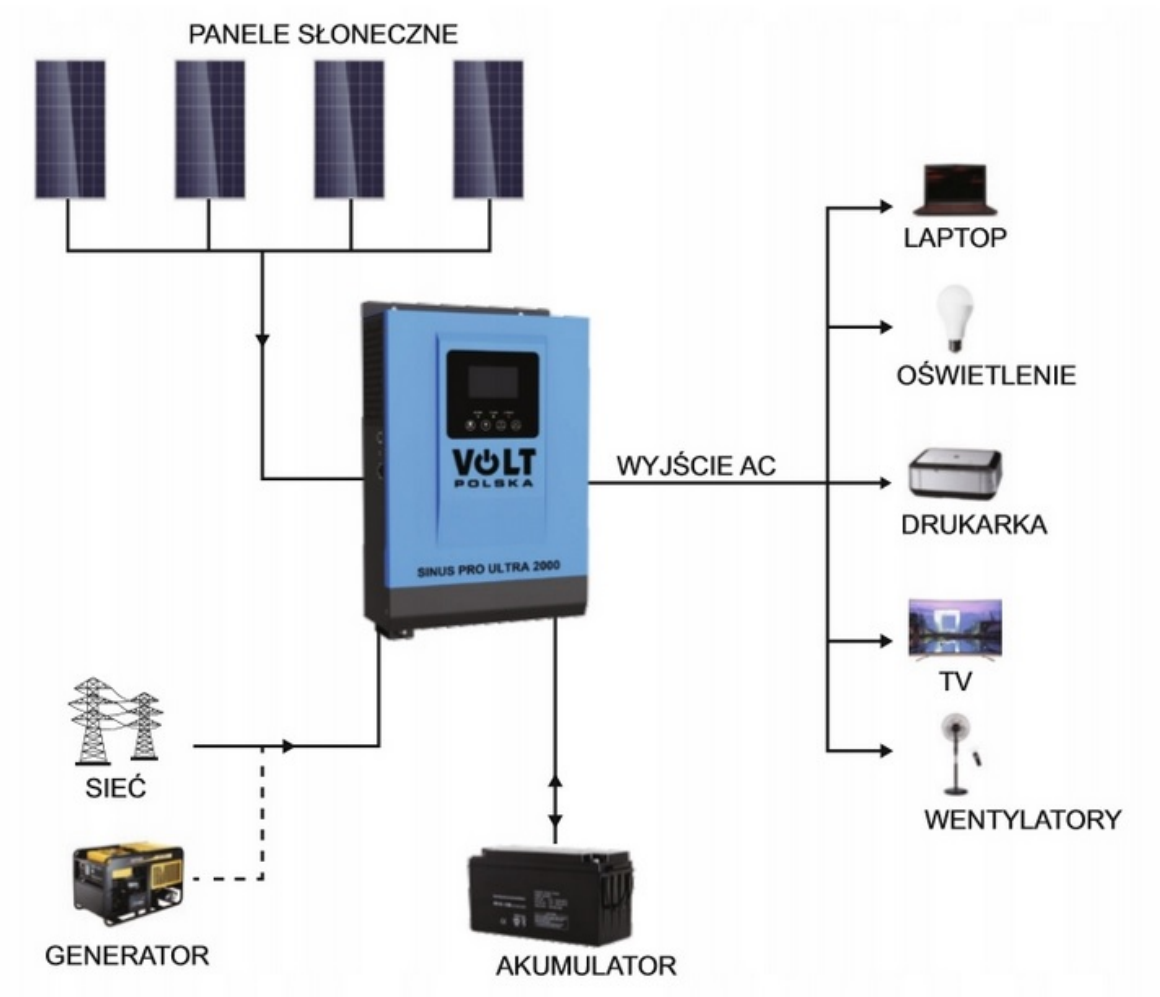 PANELE SŁONECZNE
LAPTOP
OŚWIETLENIE
VOLT
POLSKA
WYJŚCIE AC
DRUKARKA
SINUS PRO ULTRA 2000
TV
SIEĆ
WENTYLATORY
GENERATOR
AKUMULATOR